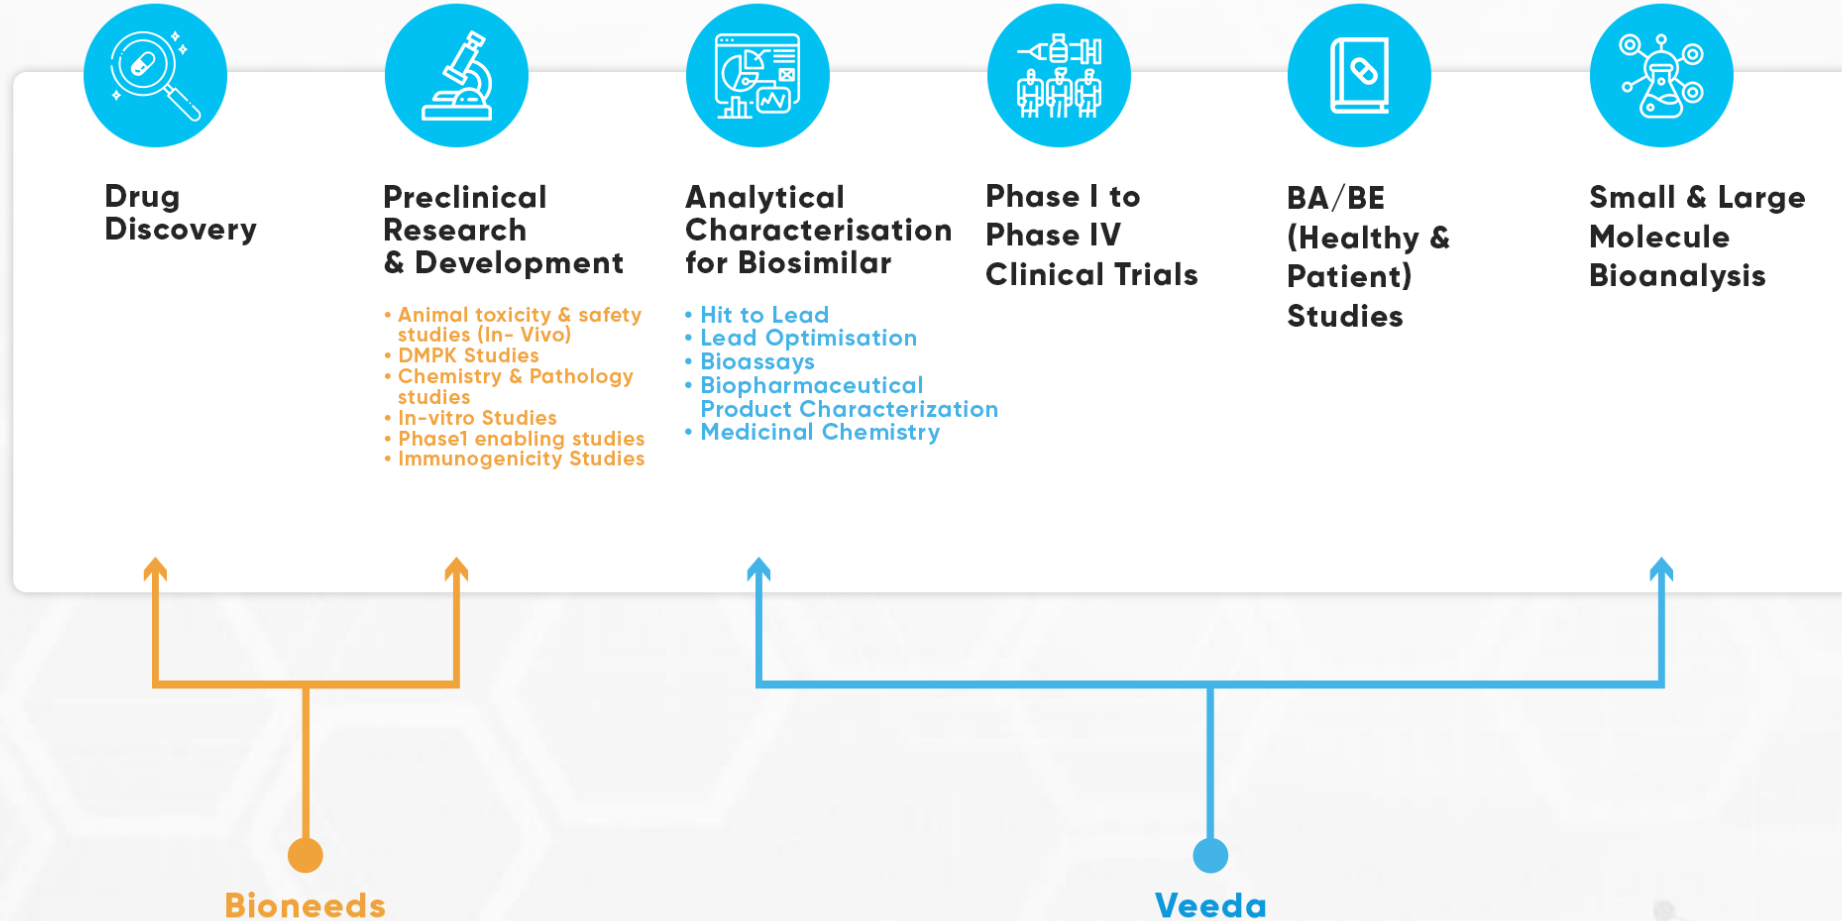 Drug
Discovery
Preclinical
Research
& Development
• Animal toxicity & safety
studies (In- Vivo)
• DMPK Studies
• Chemistry & Pathology
studies
• In-vitro Studies
• Phase1 enabling studies
• Immunogenicity Studies
Analytical
Characterisation
for Biosimilar
• Hit to Lead
• Lead Optimisation
• Bioassays
• Biopharmaceutical
Product Characterization
• Medicinal Chemistry
Phase I to
Phase IV
Clinical Trials
BA/BE
(Healthy &
Patient)
Studies
Small & Large
Molecule
Bioanalysis
Bioneeds
Veeda